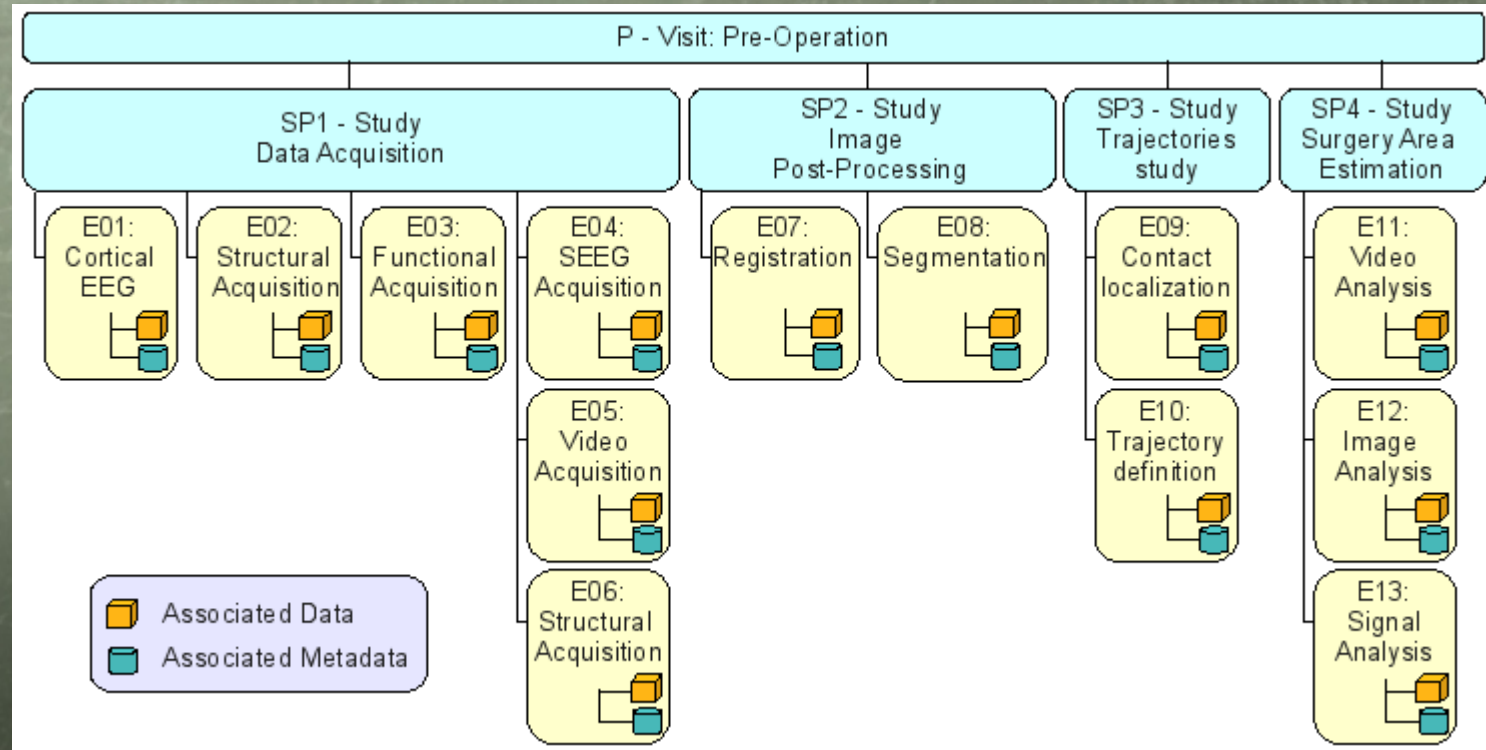 P - Visit: Pre-Operation
SP1 - Study
Data Acquisition
SP2 - Study
Image
Post-Processing
SP3 - Study
Trajectories
study
SP4 - Study
Surgery Area
Estimation
E01:
Cortical
EEG
E02:
Structural
Acquisition
E03:
Functional
Acquisition
E04:
SEEG
Acquisition
E05:
Video
Acquisition
E06:
Structural
Acquisition
E07:
Registration
E08:
Segmentation
E09:
Contact
localization
E10:
Trajectory
definition
E11:
Video
Analysis
E12:
Image
Analysis
E13:
Signal
Analysis
Associated Data
Associated Metadata